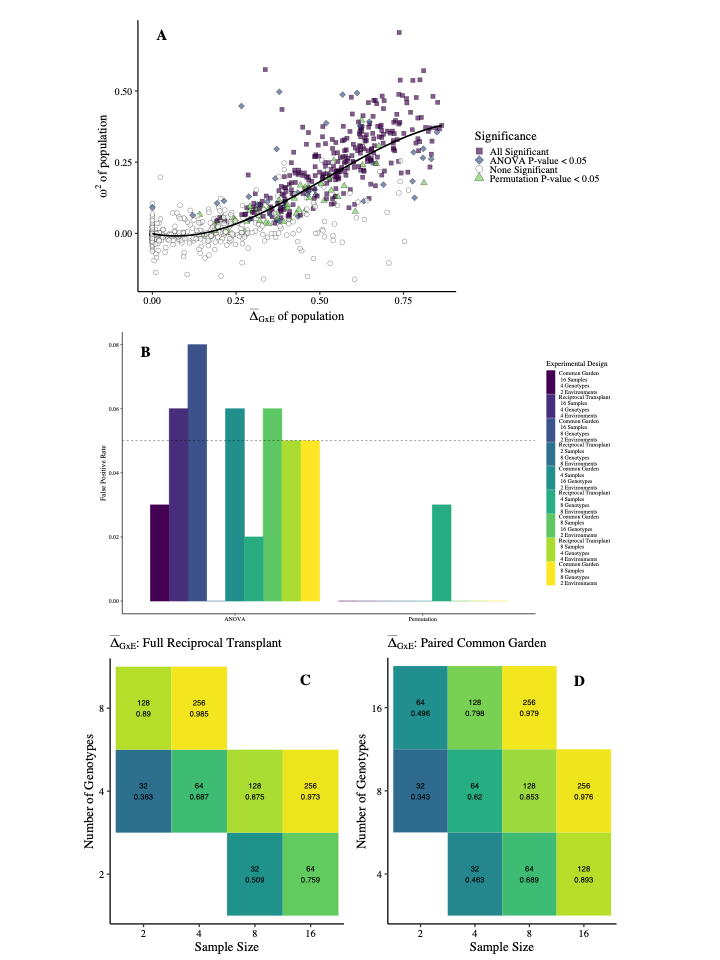 A
ω² of population
0.50
0.25
0.00
0.00 0.25 0.50 0.75
Δ̅GxE of population
Significance
All Significant
ANOVA P-value < 0.05
None Significant
Permutation P-value < 0.05
B
False Positive Rate
0.08
0.06
0.04
0.02
0.00
ANOVA Permutation
Experimental Design
Common Garden
16 Samples
4 Genotypes
2 Environments
Reciprocal Transplant
16 Samples
4 Genotypes
4 Environments
Common Garden
16 Samples
8 Genotypes
2 Environments
Reciprocal Transplant
2 Samples
8 Genotypes
8 Environments
Common Garden
4 Samples
16 Genotypes
2 Environments
Reciprocal Transplant
4 Samples
8 Genotypes
8 Environments
Common Garden
8 Samples
16 Genotypes
2 Environments
Reciprocal Transplant
8 Samples
4 Genotypes
4 Environments
Common Garden
8 Samples
8 Genotypes
2 Environments
Δ̅GxE: Full Reciprocal Transplant
C
Number of Genotypes
8
4
2
128 256
0.89 0.985
32 64 128 256
0.363 0.687 0.875 0.973
32 64
0.509 0.759
2 4 8 16
Sample Size
Δ̅GxE: Paired Common Garden
D
Number of Genotypes
16
8
4
64 128 256
0.496 0.798 0.979
32 64 128 256
0.343 0.62 0.853 0.976
32 64 128
0.463 0.689 0.893
2 4 8 16
Sample Size